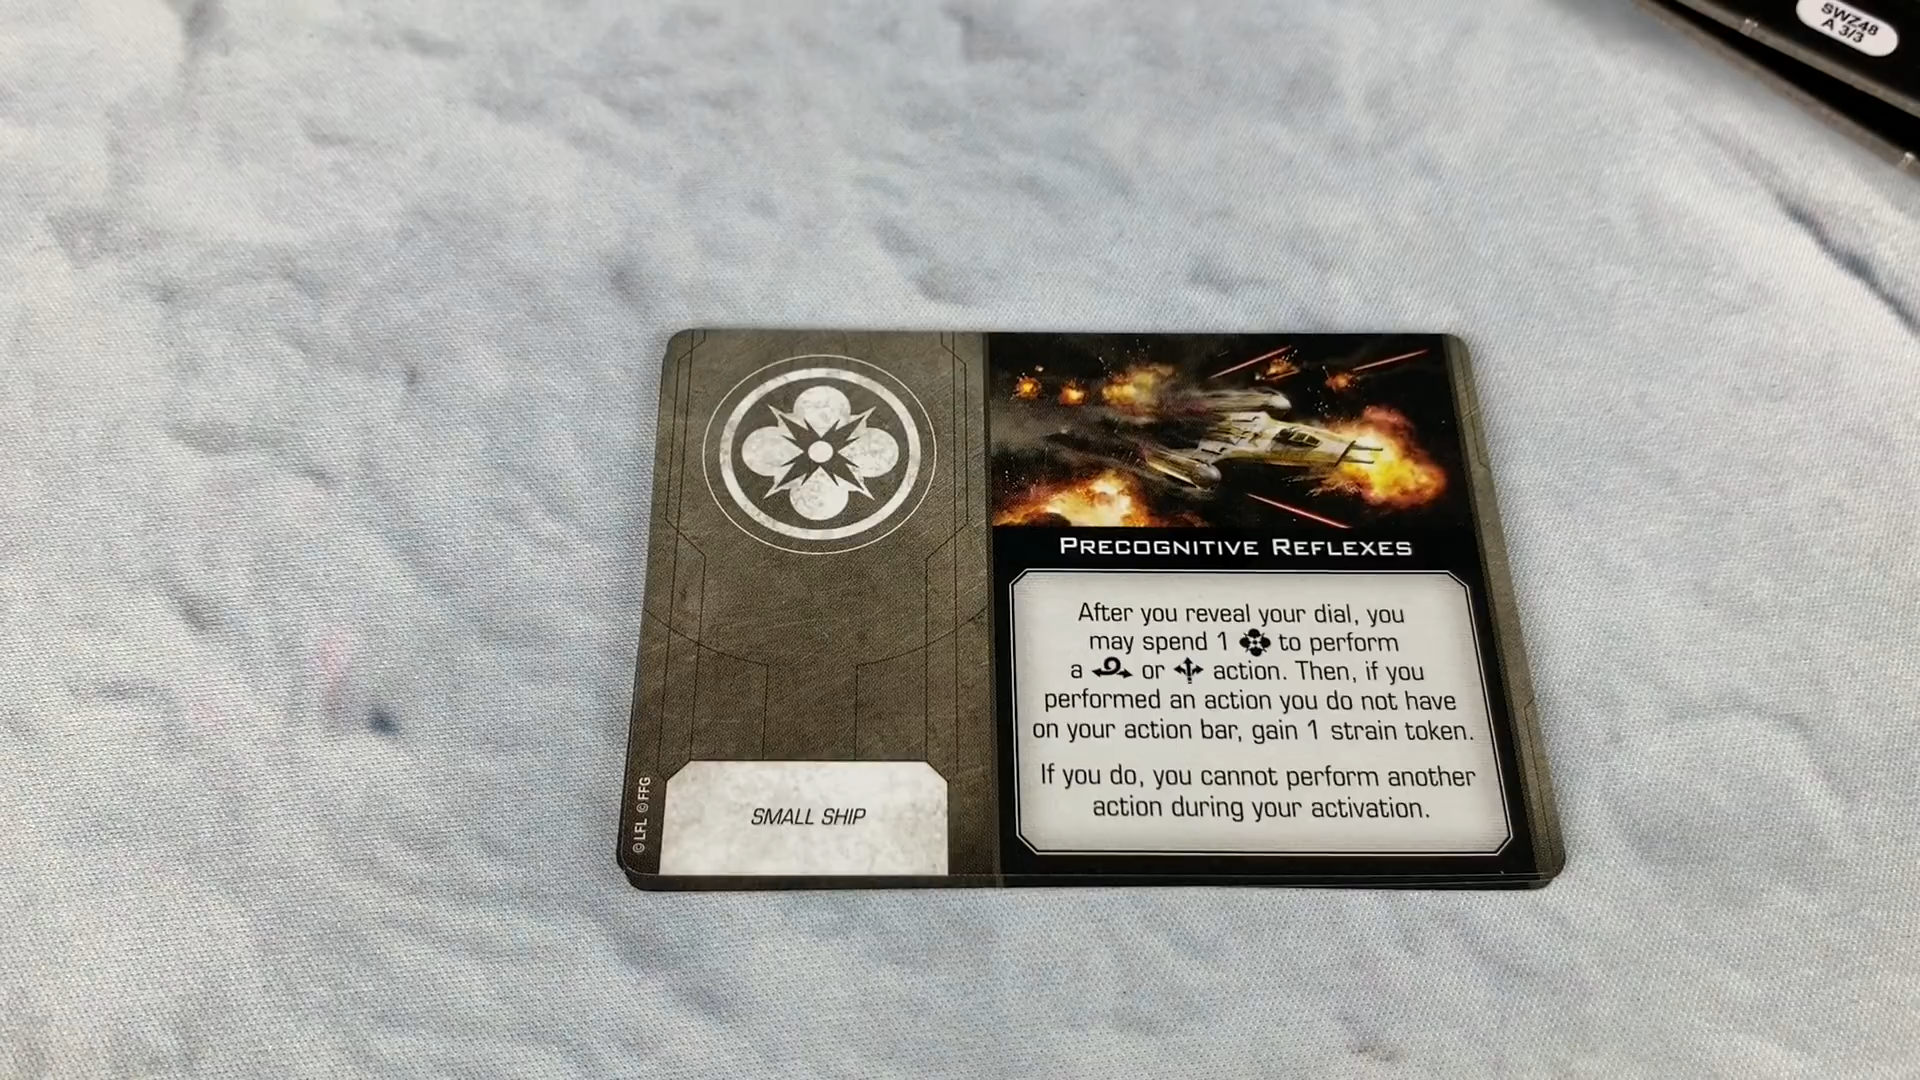 SWZ48
A 3/3
PRECOGNITIVE REFLEXES
After you reveal your dial, you
may spend 1 to perform
a or action. Then, if you
performed an action you do not have
on your action bar, gain 1 strain token.
If you do, you cannot perform another
action during your activation.
SMALL SHIP
© LFL © FFG